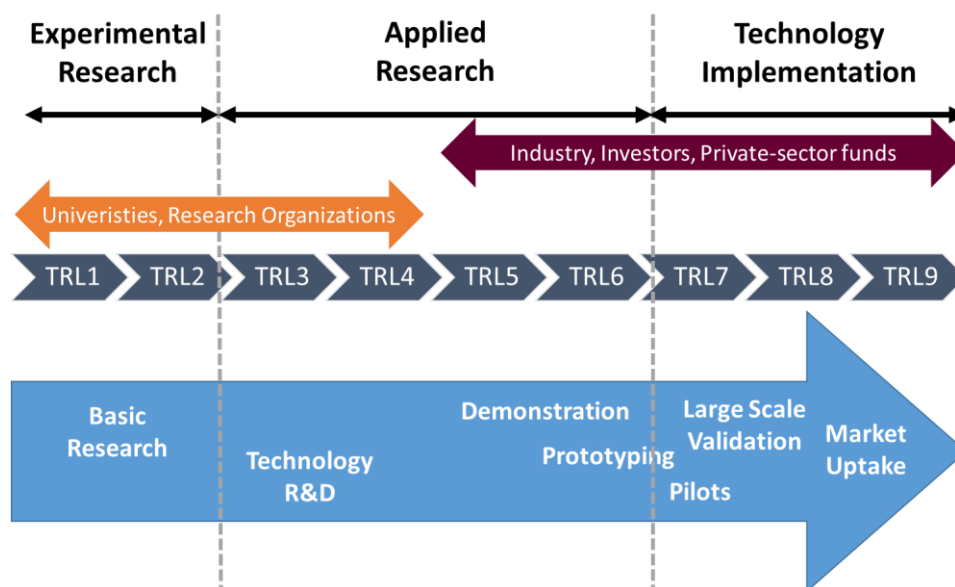 Experimental
Research
Applied
Research
Technology
Implementation
Industry, Investors, Private-sector funds
Univeristies, Research Organizations
TRL1 TRL2 TRL3 TRL4 TRL5 TRL6 TRL7 TRL8 TRL9
Basic
Research
Technology
R&D
Demonstration
Prototyping
Large Scale
Validation
Pilots
Market
Uptake